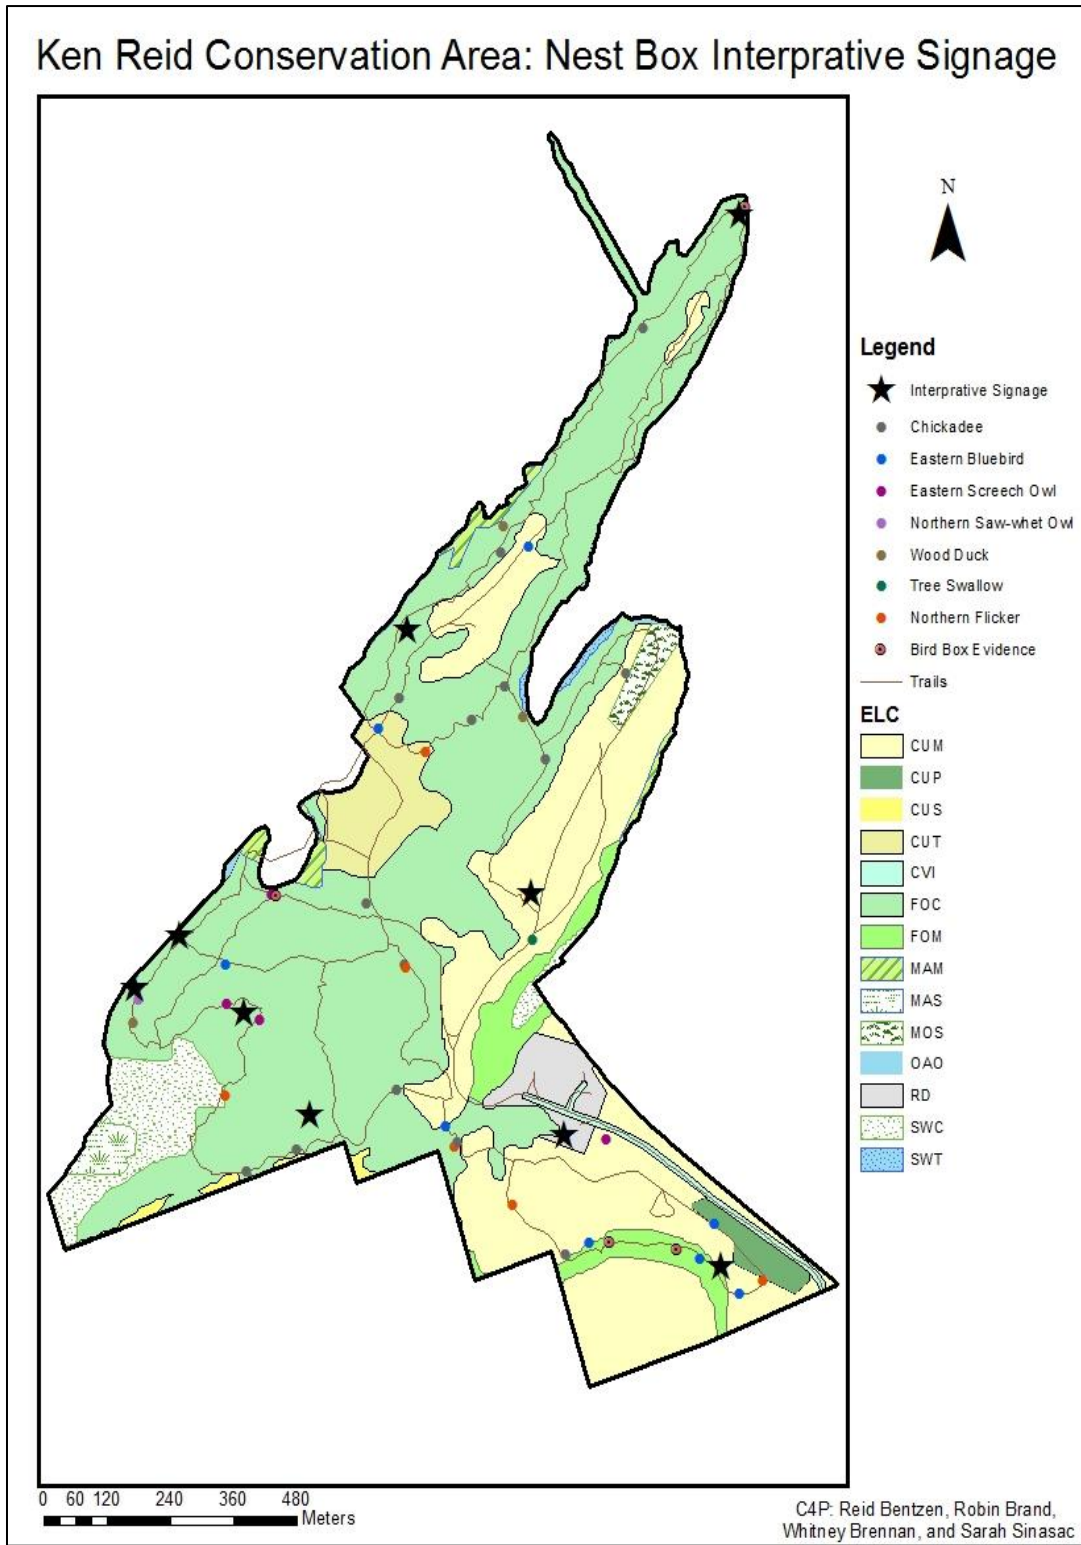 Ken Reid Conservation Area: Nest Box Interprative Signage
N
Legend
Interprative Signage
Chickadee
Eastern Bluebird
Eastern Screech Owl
Northern Saw-whet Owl
Wood Duck
Tree Swallow
Northern Flicker
Bird Box Evidence
Trails
ELC
CUM
CUP
CUS
CUT
CVI
FOC
FOM
MAM
MAS
MOS
OAO
RD
SWC
SWT
0 60 120 240 360 480
Meters
C4P: Reid Bentzen, Robin Brand,
Whitney Brennan, and Sarah Sinasac